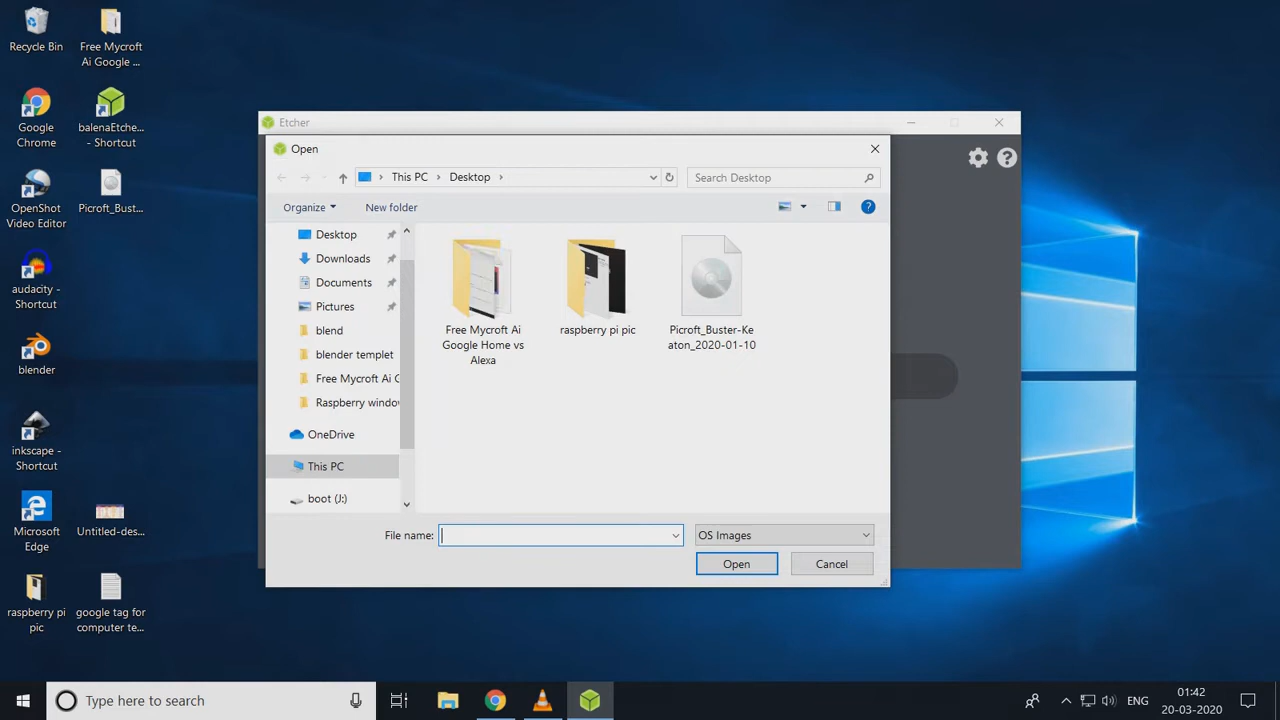 Recycle Bin
Free Mycroft
Ai Google ...
Google
Chrome
balenaEtche...
- Shortcut
OpenShot
Video Editor
Picroft_Bust...
audacity -
Shortcut
blender
inkscape -
Shortcut
Microsoft
Edge
Untitled-des...
raspberry pi
pic
google tag for
computer te...
Etcher
Open
This PC
Desktop
Search Desktop
Organize
New folder
Desktop
Downloads
Documents
Pictures
blend
blender templet
Free Mycroft Ai G
Raspberry windo
OneDrive
This PC
boot (J:)
Free Mycroft Ai
Google Home vs
Alexa
raspberry pi pic
Picroft_Buster-Ke
aton_2020-01-10
File name:
OS Images
Open
Cancel
Type here to search
ENG
01:42
20-03-2020